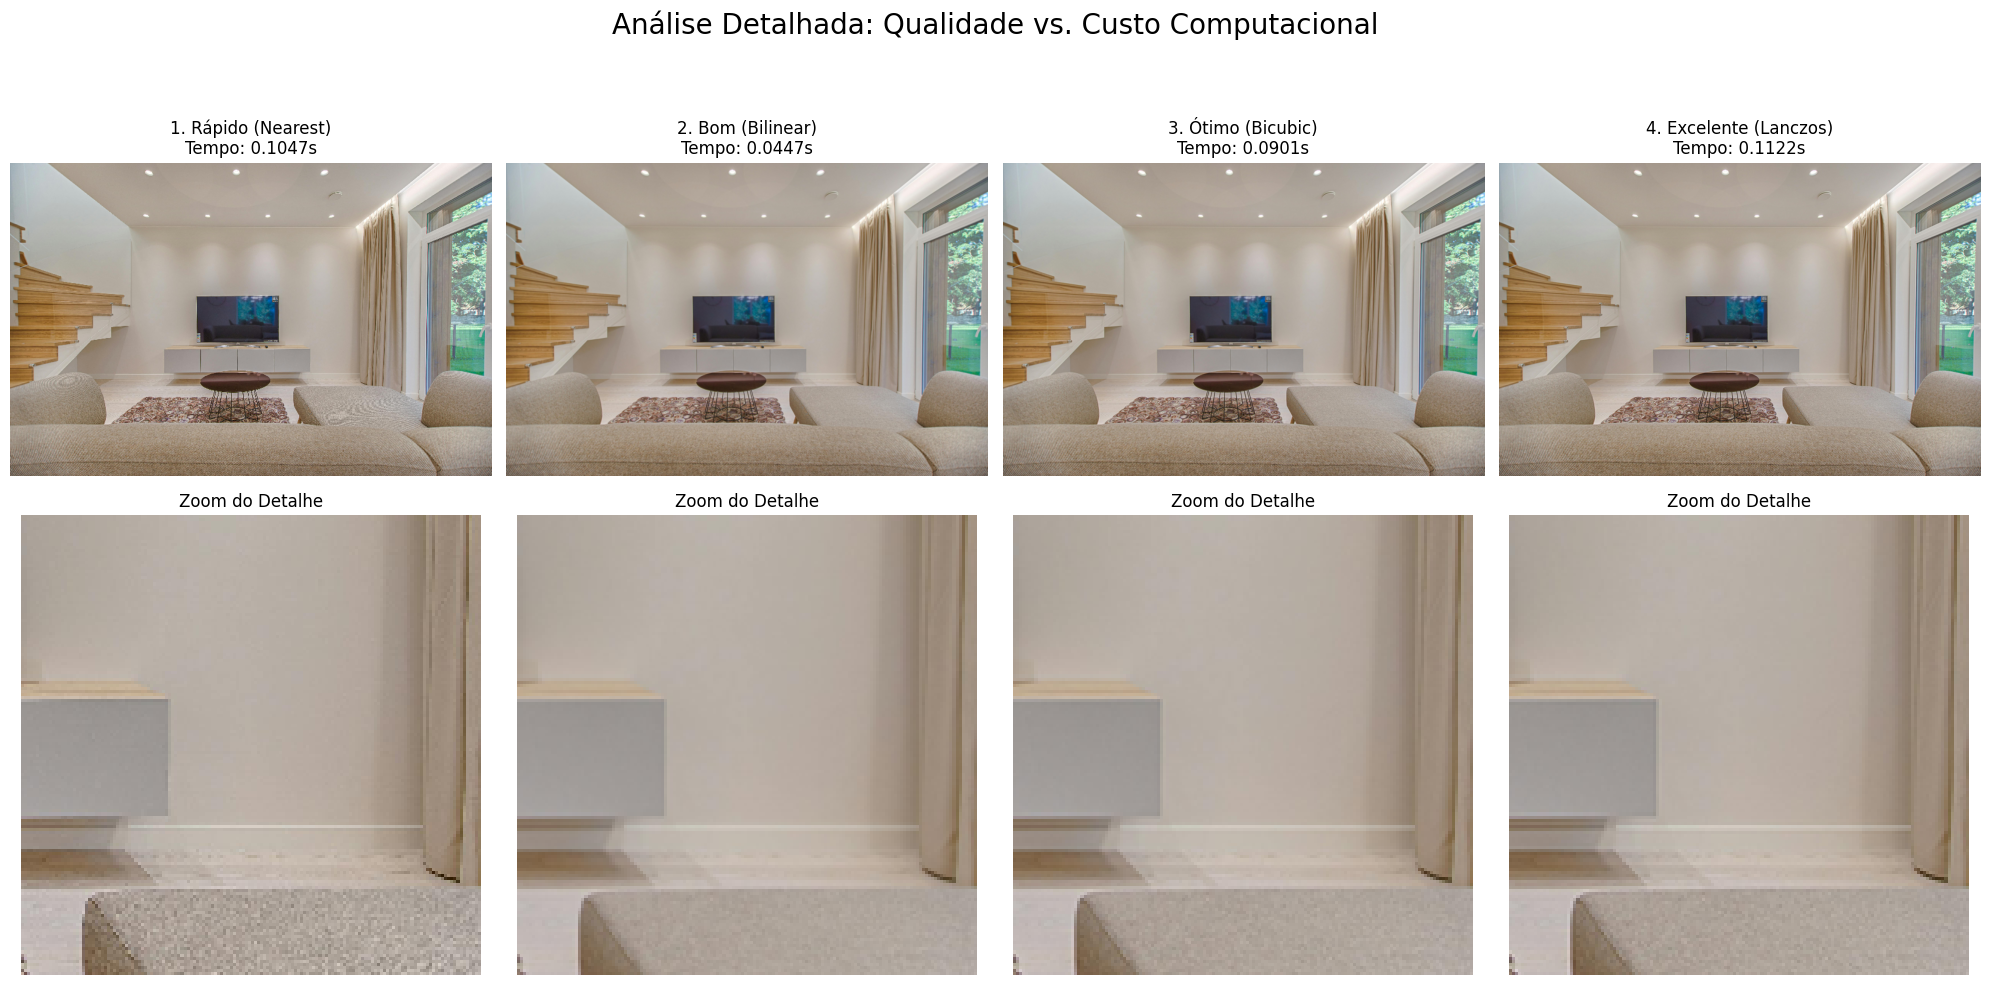 Análise Detalhada: Qualidade vs. Custo Computacional
1. Rápido (Nearest)
Tempo: 0.1047s
2. Bom (Bilinear)
Tempo: 0.0447s
3. Ótimo (Bicubic)
Tempo: 0.0901s
4. Excelente (Lanczos)
Tempo: 0.1122s
Zoom do Detalhe
Zoom do Detalhe
Zoom do Detalhe
Zoom do Detalhe